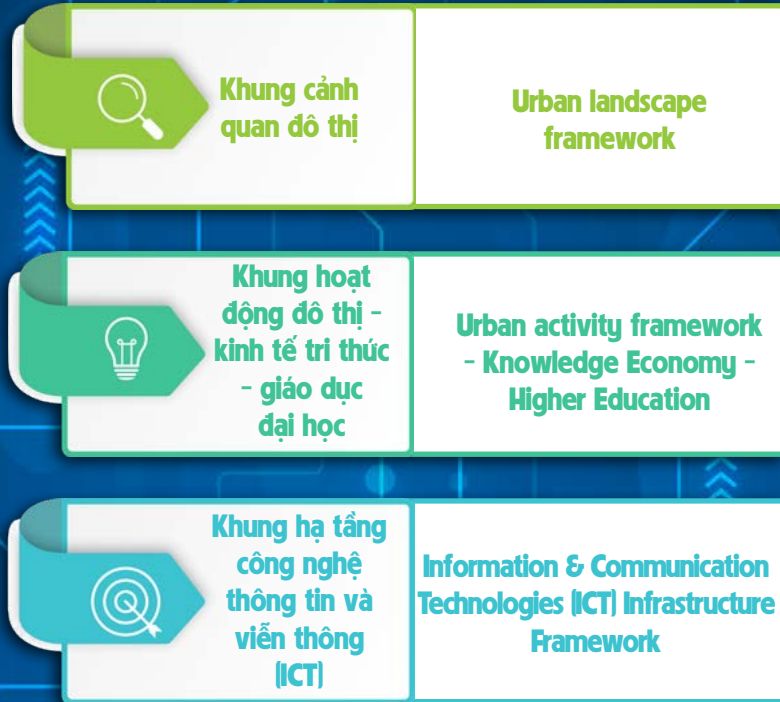 Khung cảnh
quan đô thị
Urban landscape
framework
Khung hoạt
động đô thị -
kinh tế tri thức
- giáo dục
đại học
Urban activity framework
- Knowledge Economy -
Higher Education
Khung hạ tầng
công nghệ
thông tin và
viễn thông
(ICT)
Information & Communication
Technologies (ICT) Infrastructure
Framework